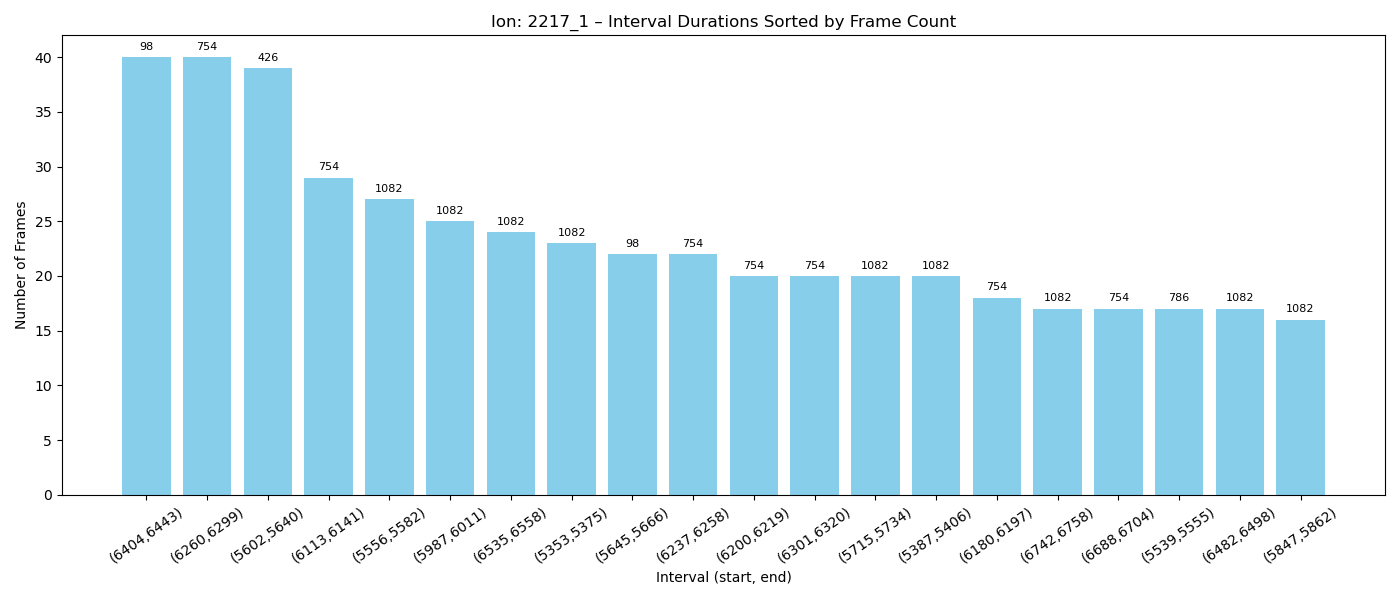 Ion: 2217_1 – Interval Durations Sorted by Frame Count
98 754 426 754 1082 1082 1082 1082 98 754 754 754 1082 1082 754 1082 754 786 1082 1082
Number of Frames
40
35
30
25
20
15
10
5
0
(6404,6443) (6260,6299) (5602,5640) (6113,6141) (5556,5582) (5987,6011) (6535,6558) (5353,5375) (5645,5666) (6237,6258) (6200,6219) (6301,6320) (5715,5734) (5387,5406) (6180,6197) (6742,6758) (6688,6704) (5539,5555) (6482,6498) (5847,5862)
Interval (start, end)